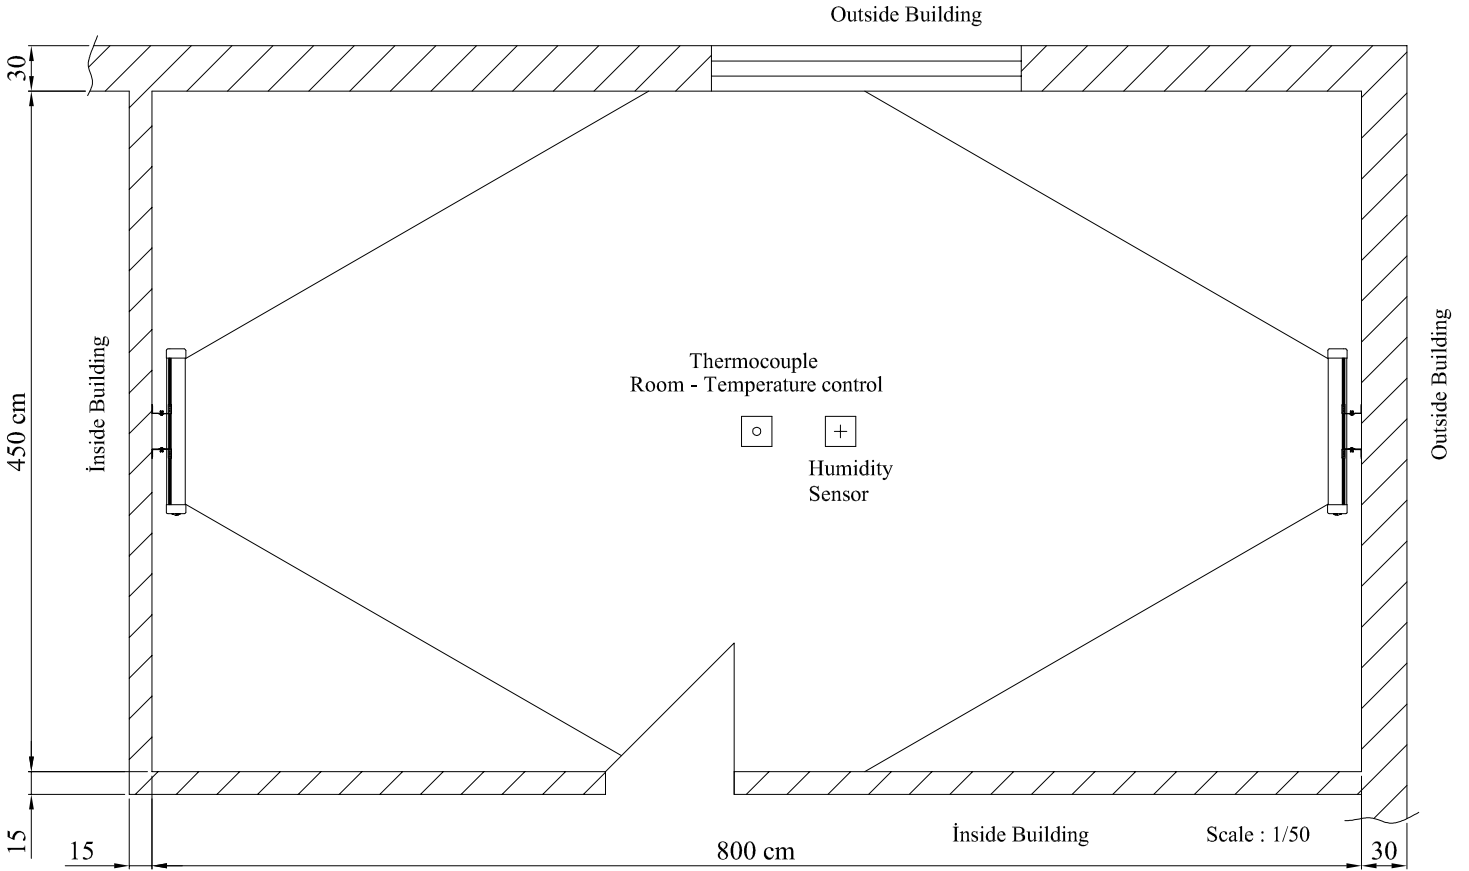 Outside Building
30
450 cm
15
İnside Building
Thermocouple
Room - Temperature control
Humidity
Sensor
Outside Building
İnside Building
Scale : 1/50
15
800 cm
30